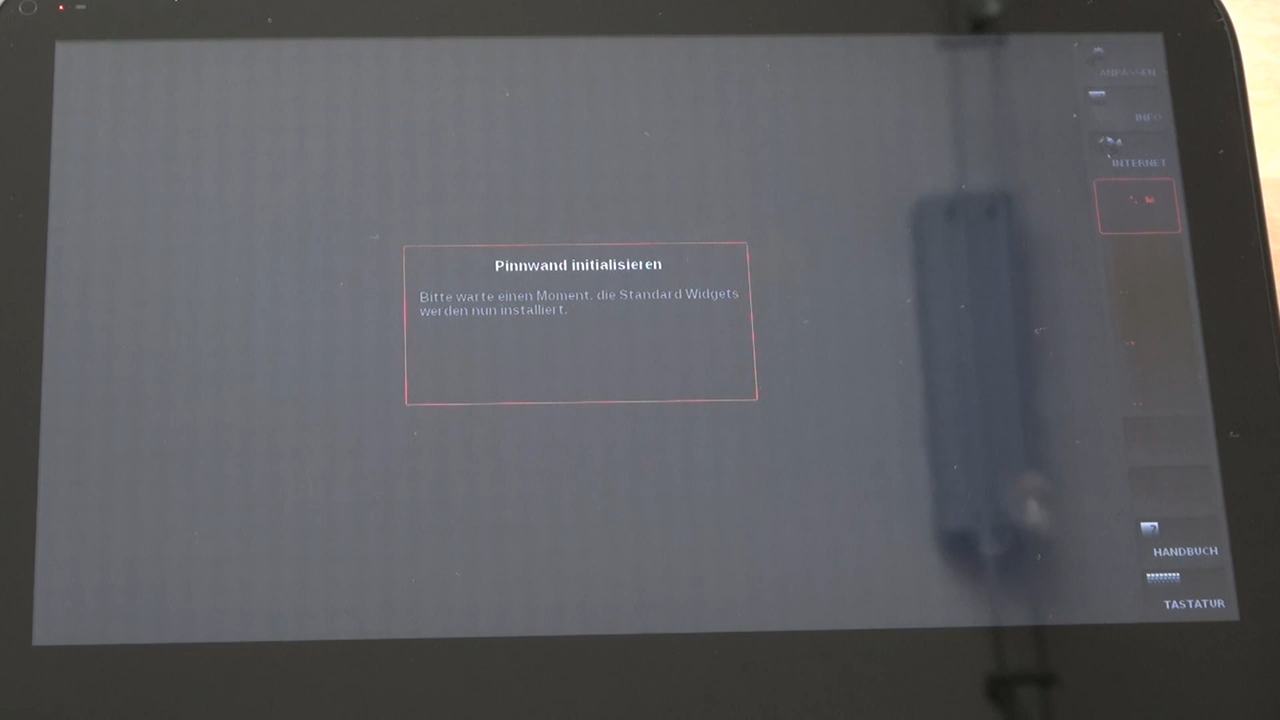 ANPASSEN
INFO
INTERNET
Pinnwand initialisieren
Bitte warte einen Moment, die Standard Widgets
werden nun installiert.
HANDBUCH
TASTATUR